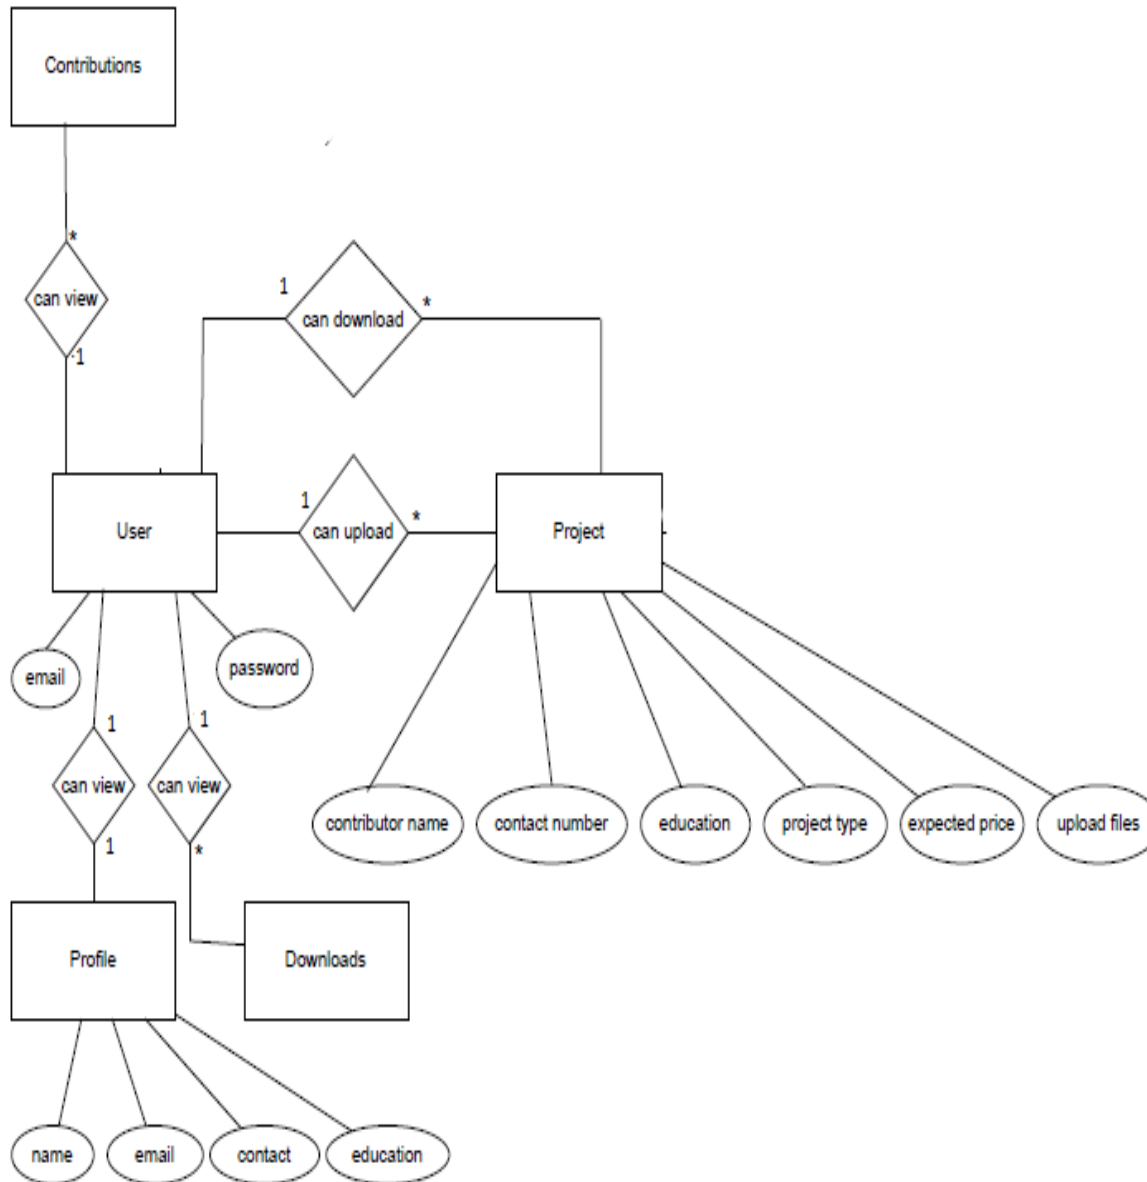 Contributions
*
can view
1
1
can download
*
User
1
can upload
*
Project
email
password
1
can view
1
1
can view
*
contributor name
contact number
education
project type
expected price
upload files
Profile
Downloads
name
email
contact
education